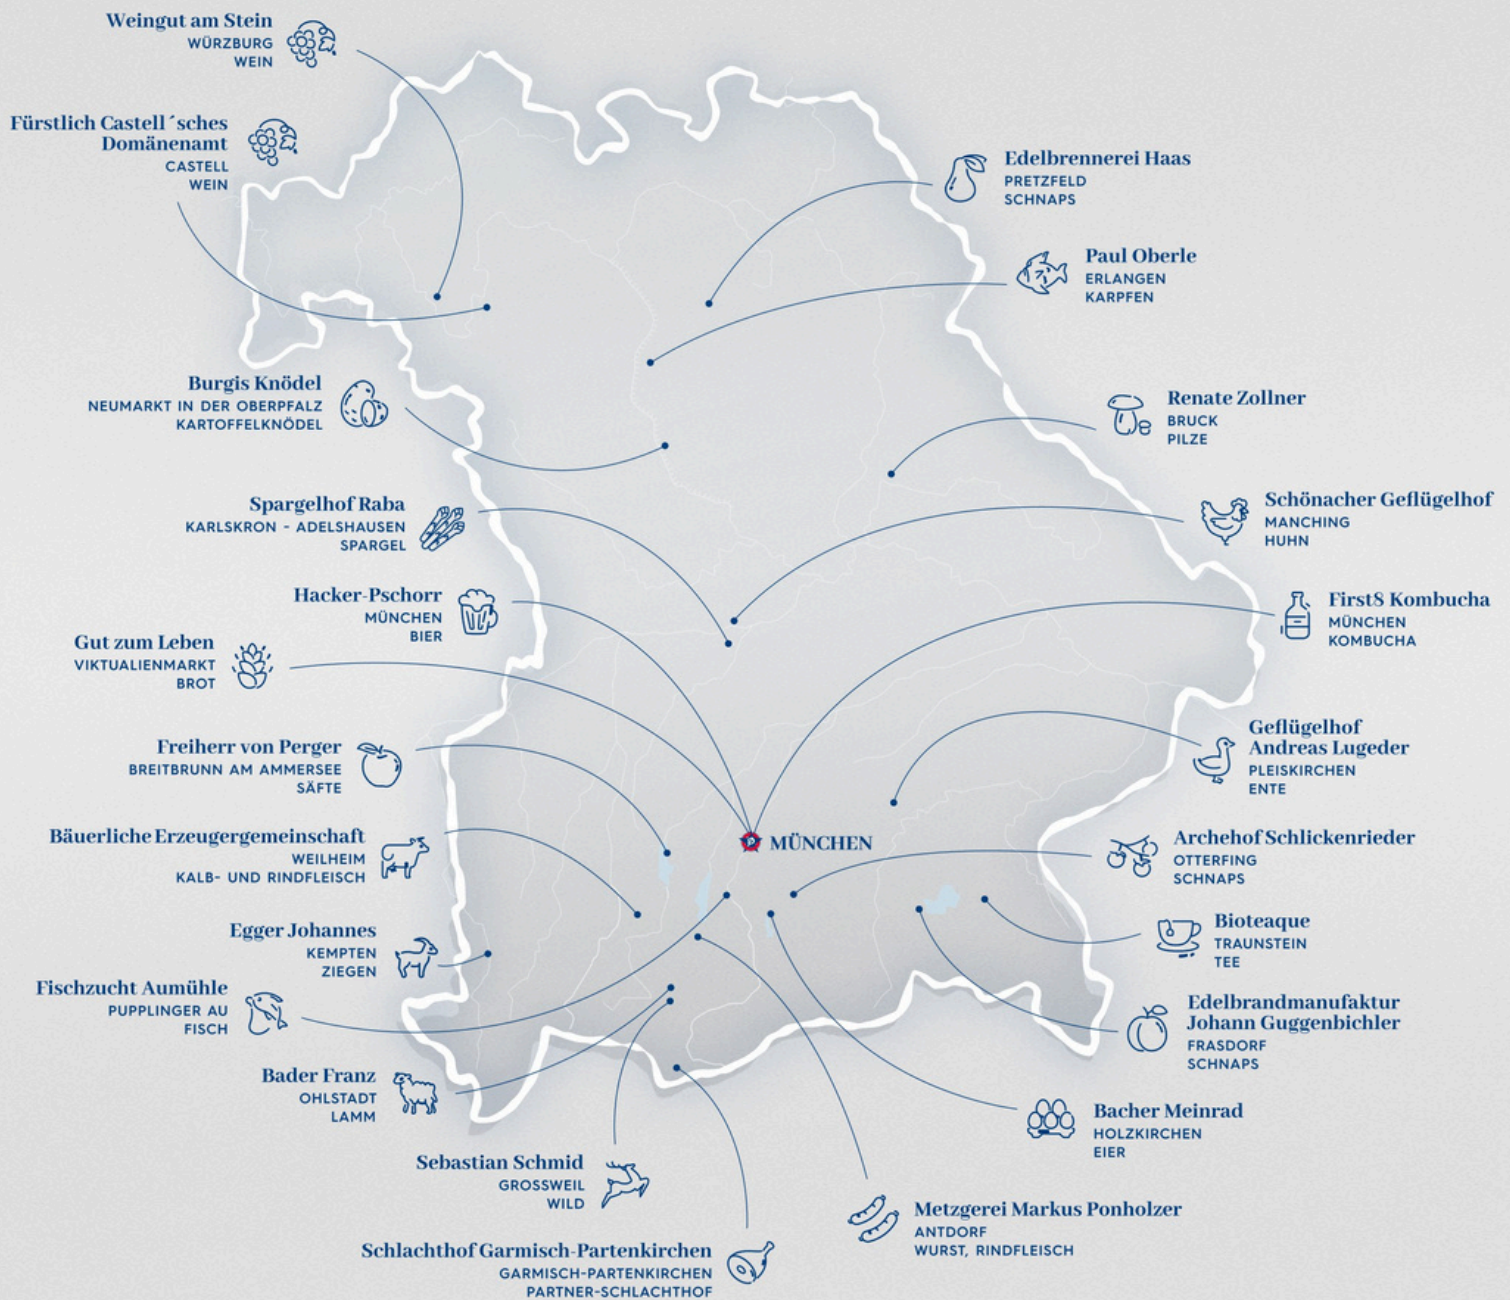 Weingut am Stein
WÜRZBURG
WEIN
Fürstlich Castell´sches
Domänenamt
CASTELL
WEIN
Burgis Knödel
NEUMARKT IN DER OBERPFALZ
KARTOFFELKNÖDEL
Spargelhof Raba
KARLSKRON - ADELSHAUSEN
SPARGEL
Hacker-Pschorr
MÜNCHEN
BIER
Gut zum Leben
VIKTUALIENMARKT
BROT
Freiherr von Perger
BREITBRUNN AM AMMERSEE
SÄFTE
Bäuerliche Erzeugergemeinschaft
WEILHEIM
KALB- UND RINDFLEISCH
Egger Johannes
KEMPTEN
ZIEGEN
Fischzucht Aumühle
PUPPLINGER AU
FISCH
Bader Franz
OHLSTADT
LAMM
Sebastian Schmid
GROSSWEIL
WILD
Schlachthof Garmisch-Partenkirchen
GARMISCH-PARTENKIRCHEN
PARTNER-SCHLACHTHOF
MÜNCHEN
Edelbrennerei Haas
PRETZFELD
SCHNAPS
Paul Oberle
ERLANGEN
KARPFEN
Renate Zollner
BRUCK
PILZE
Schönacher Geflügelhof
MANCHING
HUHN
First8 Kombucha
MÜNCHEN
KOMBUCHA
Geflügelhof
Andreas Lugeder
PLEISKIRCHEN
ENTE
Archehof Schlickenrieder
OTTERFING
SCHNAPS
Bioteaque
TRAUNSTEIN
TEE
Edelbrandmanufaktur
Johann Guggenbichler
FRASDORF
SCHNAPS
Bacher Meinrad
HOLZKIRCHEN
EIER
Metzgerei Markus Ponholzer
ANTDORF
WURST, RINDFLEISCH